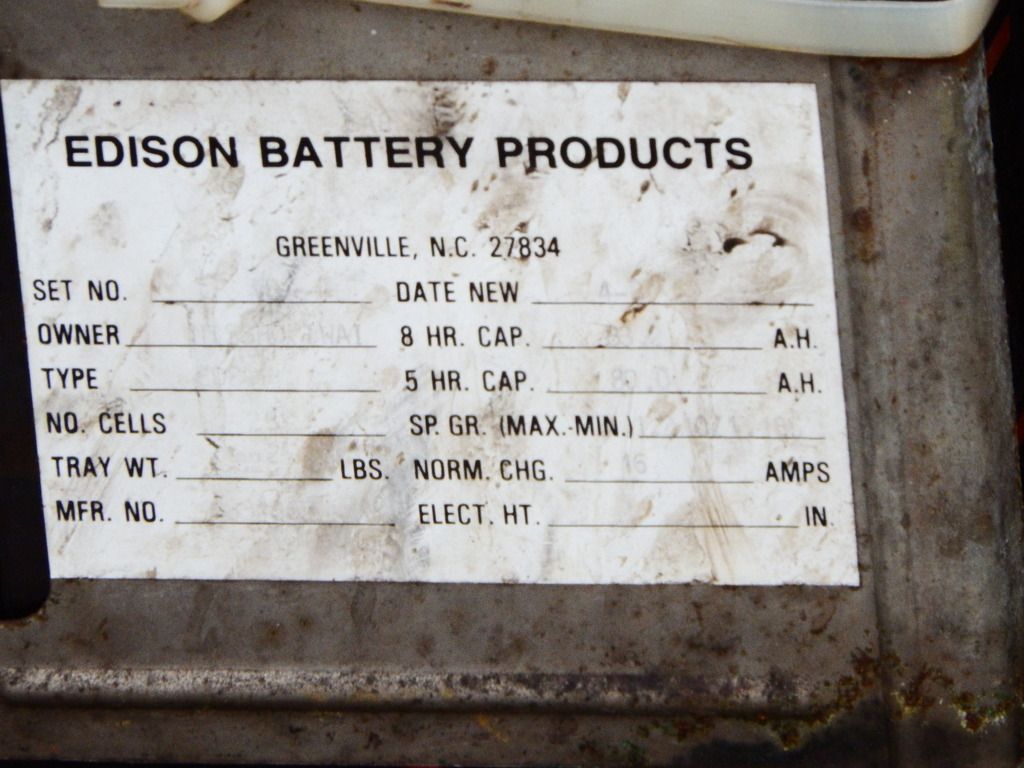 EDISON BATTERY PRODUCTS
GREENVILLE, N.C. 27834
SET NO. DATE NEW
OWNER 8 HR. CAP. A.H.
TYPE 5 HR. CAP. A.H.
NO. CELLS SP. GR. (MAX.-MIN.)
TRAY WT. LBS. NORM. CHG. 16 AMPS
MFR. NO. ELECT. HT. IN.